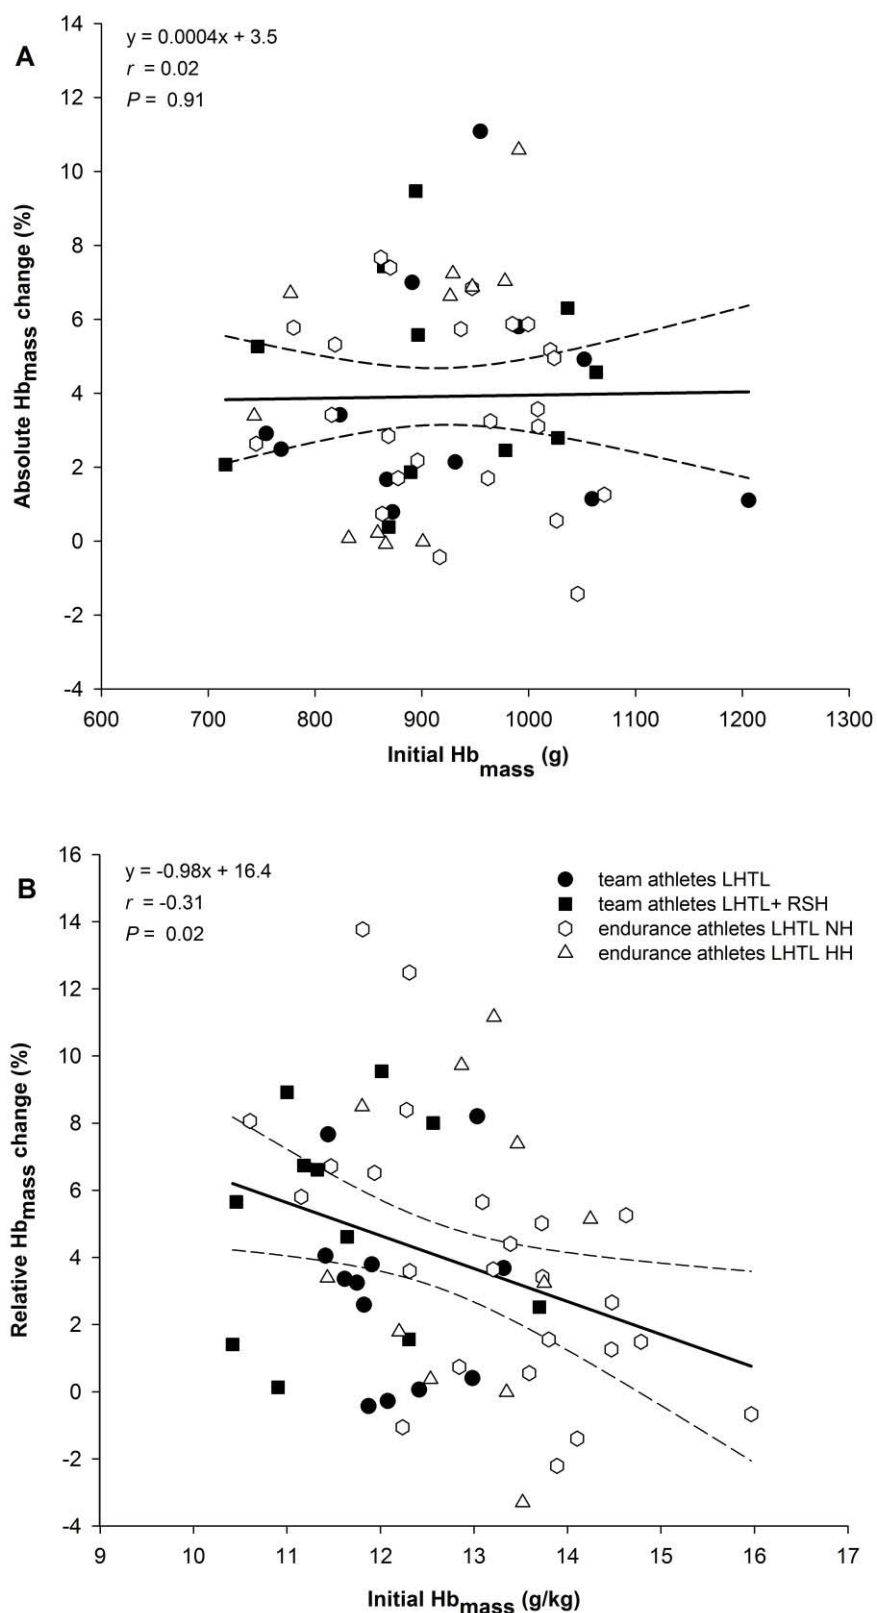 A
y = 0.0004x + 3.5
r = 0.02
P = 0.91
14
12
10
8
6
4
2
0
-2
-4
Absolute Hbmass change (%)
600 700 800 900 1000 1100 1200 1300
Initial Hbmass (g)
B
y = -0.98x + 16.4
r = -0.31
P = 0.02
team athletes LHTL
team athletes LHTL+ RSH
endurance athletes LHTL NH
endurance athletes LHTL HH
16
14
12
10
8
6
4
2
0
-2
-4
Relative Hbmass change (%)
9 10 11 12 13 14 15 16 17
Initial Hbmass (g/kg)